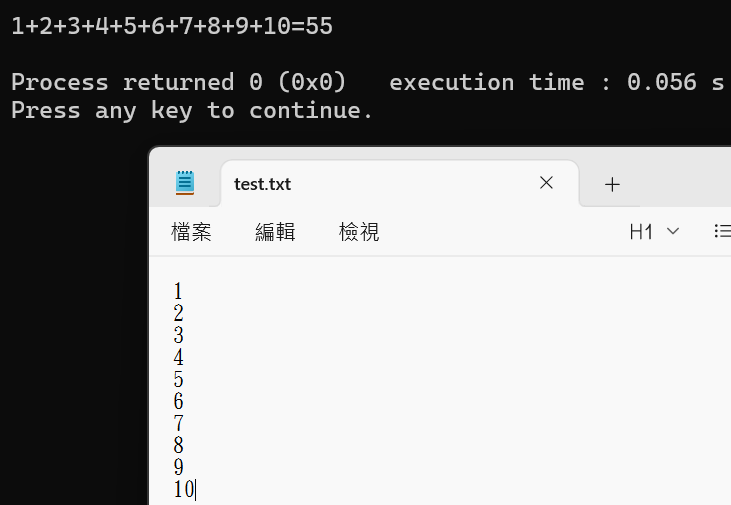 1+2+3+4+5+6+7+8+9+10=55
Process returned 0 (0x0)   execution time : 0.056 s
Press any key to continue.
test.txt
檔案 編輯 檢視 H1
1
2
3
4
5
6
7
8
9
10